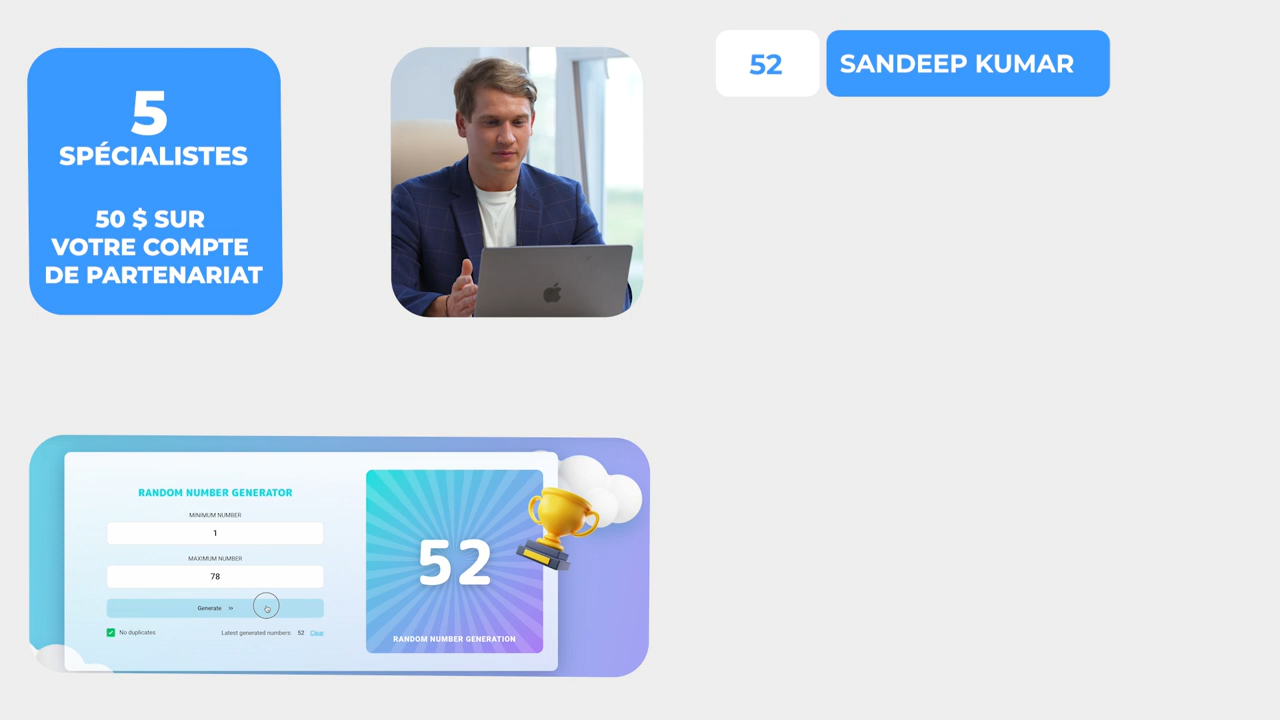 5
SPÉCIALISTES
50 $ SUR
VOTRE COMPTE
DE PARTENARIAT
52
SANDEEP KUMAR
RANDOM NUMBER GENERATOR
MINIMUM NUMBER
1
MAXIMUM NUMBER
78
Generate »
No duplicates
Latest generated numbers: 52 Clear
52
RANDOM NUMBER GENERATION